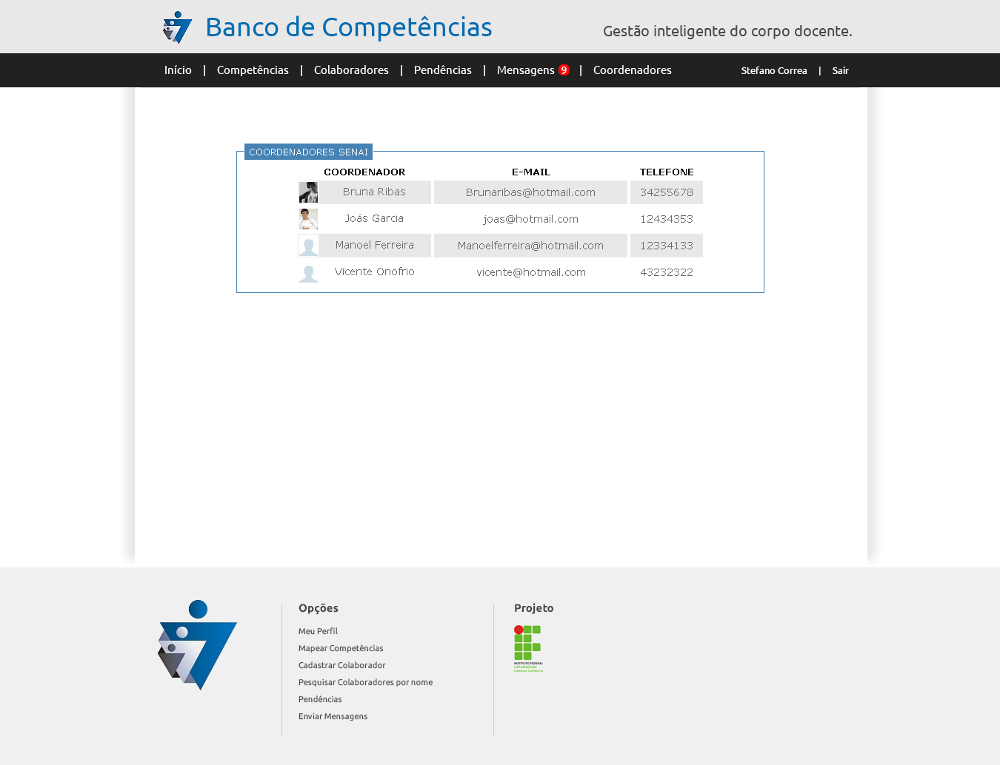 Banco de Competências
Gestão inteligente do corpo docente.
Início | Competências | Colaboradores | Pendências | Mensagens 9 | Coordenadores Stefano Correa | Sair
COORDENADORES SENAI
COORDENADOR E-MAIL TELEFONE
Bruna Ribas Brunaribas@hotmail.com 34255678
Joás Garcia joas@hotmail.com 12434353
Manoel Ferreira Manoelferreira@hotmail.com 12334133
Vicente Onofrio vicente@hotmail.com 43232322
Opções
Meu Perfil
Mapear Competências
Cadastrar Colaborador
Pesquisar Colaboradores por nome
Pendências
Enviar Mensagens
Projeto
INSTITUTO FEDERAL
CATARINENSE
Campus Camboriú